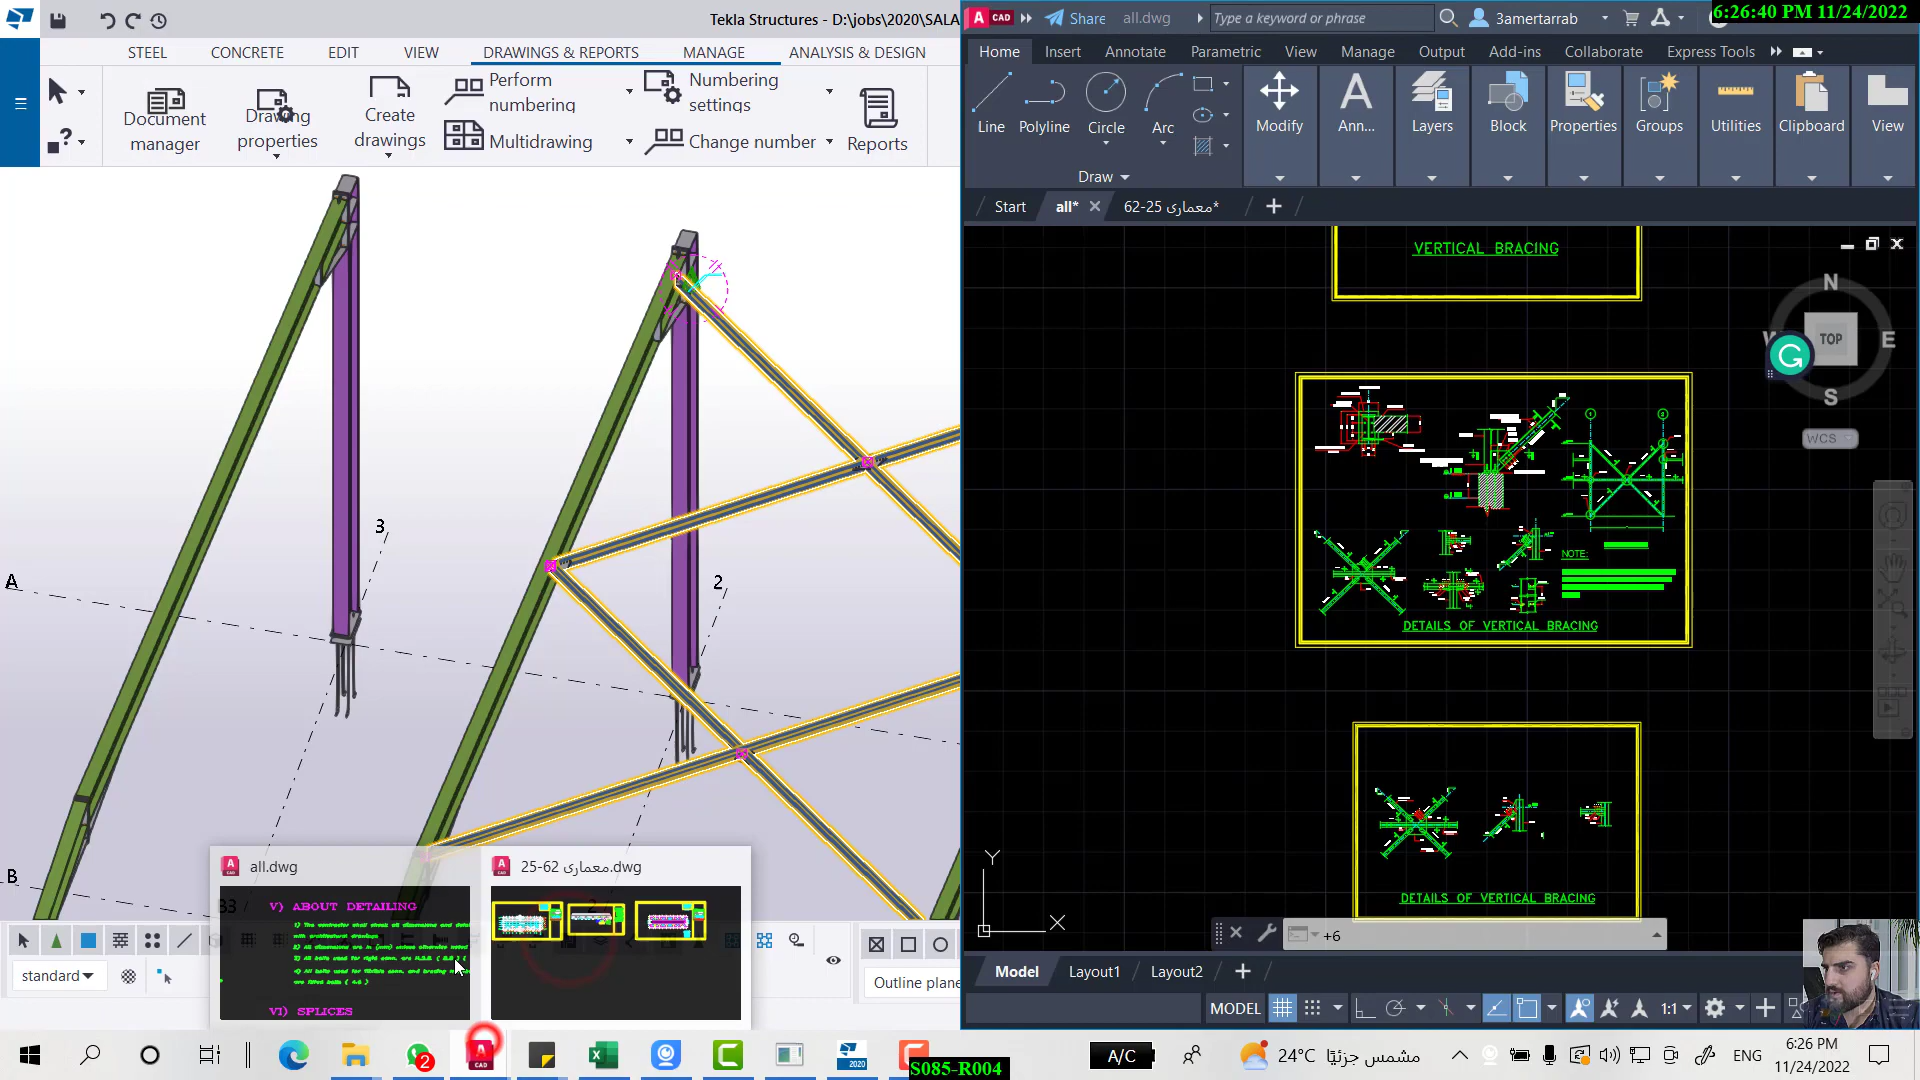 Tekla Structures - D:\jobs\2020\SALA
STEEL
CONCRETE
EDIT
VIEW
DRAWINGS & REPORTS
MANAGE
ANALYSIS & DESIGN
Document manager
Drawing properties
Create drawings
Perform numbering
Multidrawing
Numbering settings
Change number
Reports
A
B
3
2
all.dwg
معماری 62-25.dwg
V) ABOUT DETAILING
VI) SPLICES
standard
Outline plane
CAD
Share
all.dwg
Type a keyword or phrase
3amertarrab
6:26:40 PM 11/24/2022
Home
Insert
Annotate
Parametric
View
Manage
Output
Add-ins
Collaborate
Express Tools
Line
Polyline
Circle
Arc
Modify
Ann...
Layers
Block
Properties
Groups
Utilities
Clipboard
View
Draw
Start
all*
معماری 62-25*
VERTICAL BRACING
N
E
S
TOP
WCS
NOTE:
DETAILS OF VERTICAL BRACING
DETAILS OF VERTICAL BRACING
Y
X
+6
Model
Layout1
Layout2
MODEL
1:1
2
2020
S085-R004
A/C
24°C
مشمس جزئيًا
ENG
6:26 PM
11/24/2022